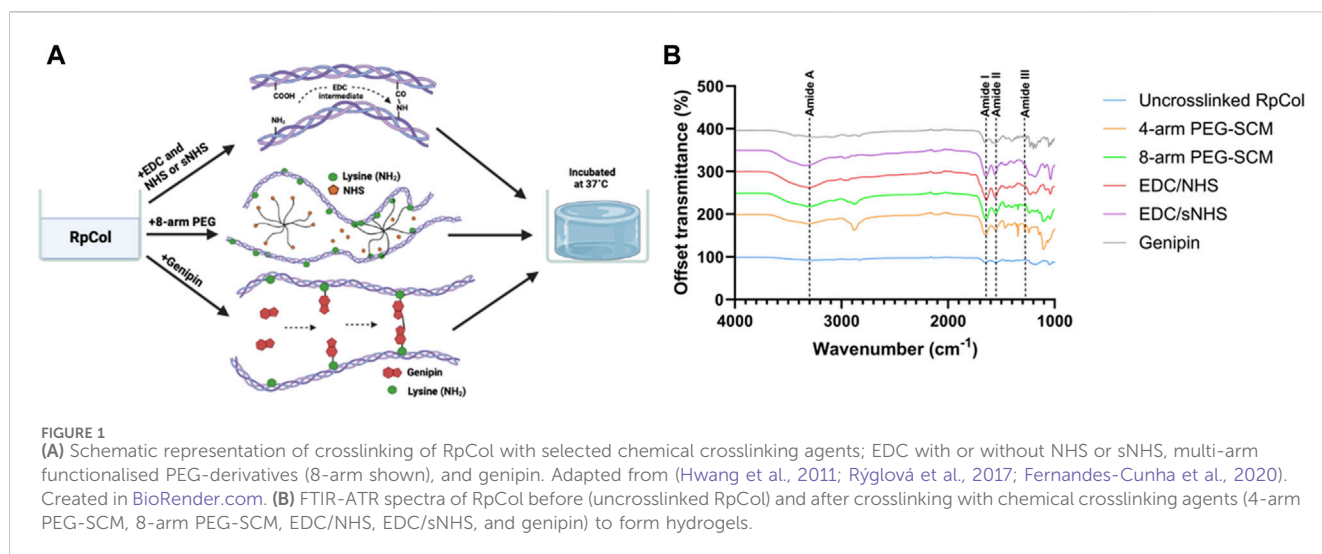 A
COOH
EDC
intermediate
CO
NH
NH₂
+EDC and
NHS or sNHS
Lysine (NH₂)
NHS
RpCol
+8-arm PEG
+Genipin
Genipin
Lysine (NH₂)
Incubated
at 37˚C
B
Offset transmittance (%)
500
400
300
200
100
0
Amide A
Amide I
Amide II
Amide III
4000
3000
2000
1000
Wavenumber (cm⁻¹)
Uncrosslinked RpCol
4-arm PEG-SCM
8-arm PEG-SCM
EDC/NHS
EDC/sNHS
Genipin
FIGURE 1
(A) Schematic representation of crosslinking of RpCol with selected chemical crosslinking agents; EDC with or without NHS or sNHS, multi-arm
functionalised PEG-derivatives (8-arm shown), and genipin. Adapted from (Hwang et al., 2011; Rýglová et al., 2017; Fernandes-Cunha et al., 2020).
Created in BioRender.com. (B) FTIR-ATR spectra of RpCol before (uncrosslinked RpCol) and after crosslinking with chemical crosslinking agents (4-arm
PEG-SCM, 8-arm PEG-SCM, EDC/NHS, EDC/sNHS, and genipin) to form hydrogels.